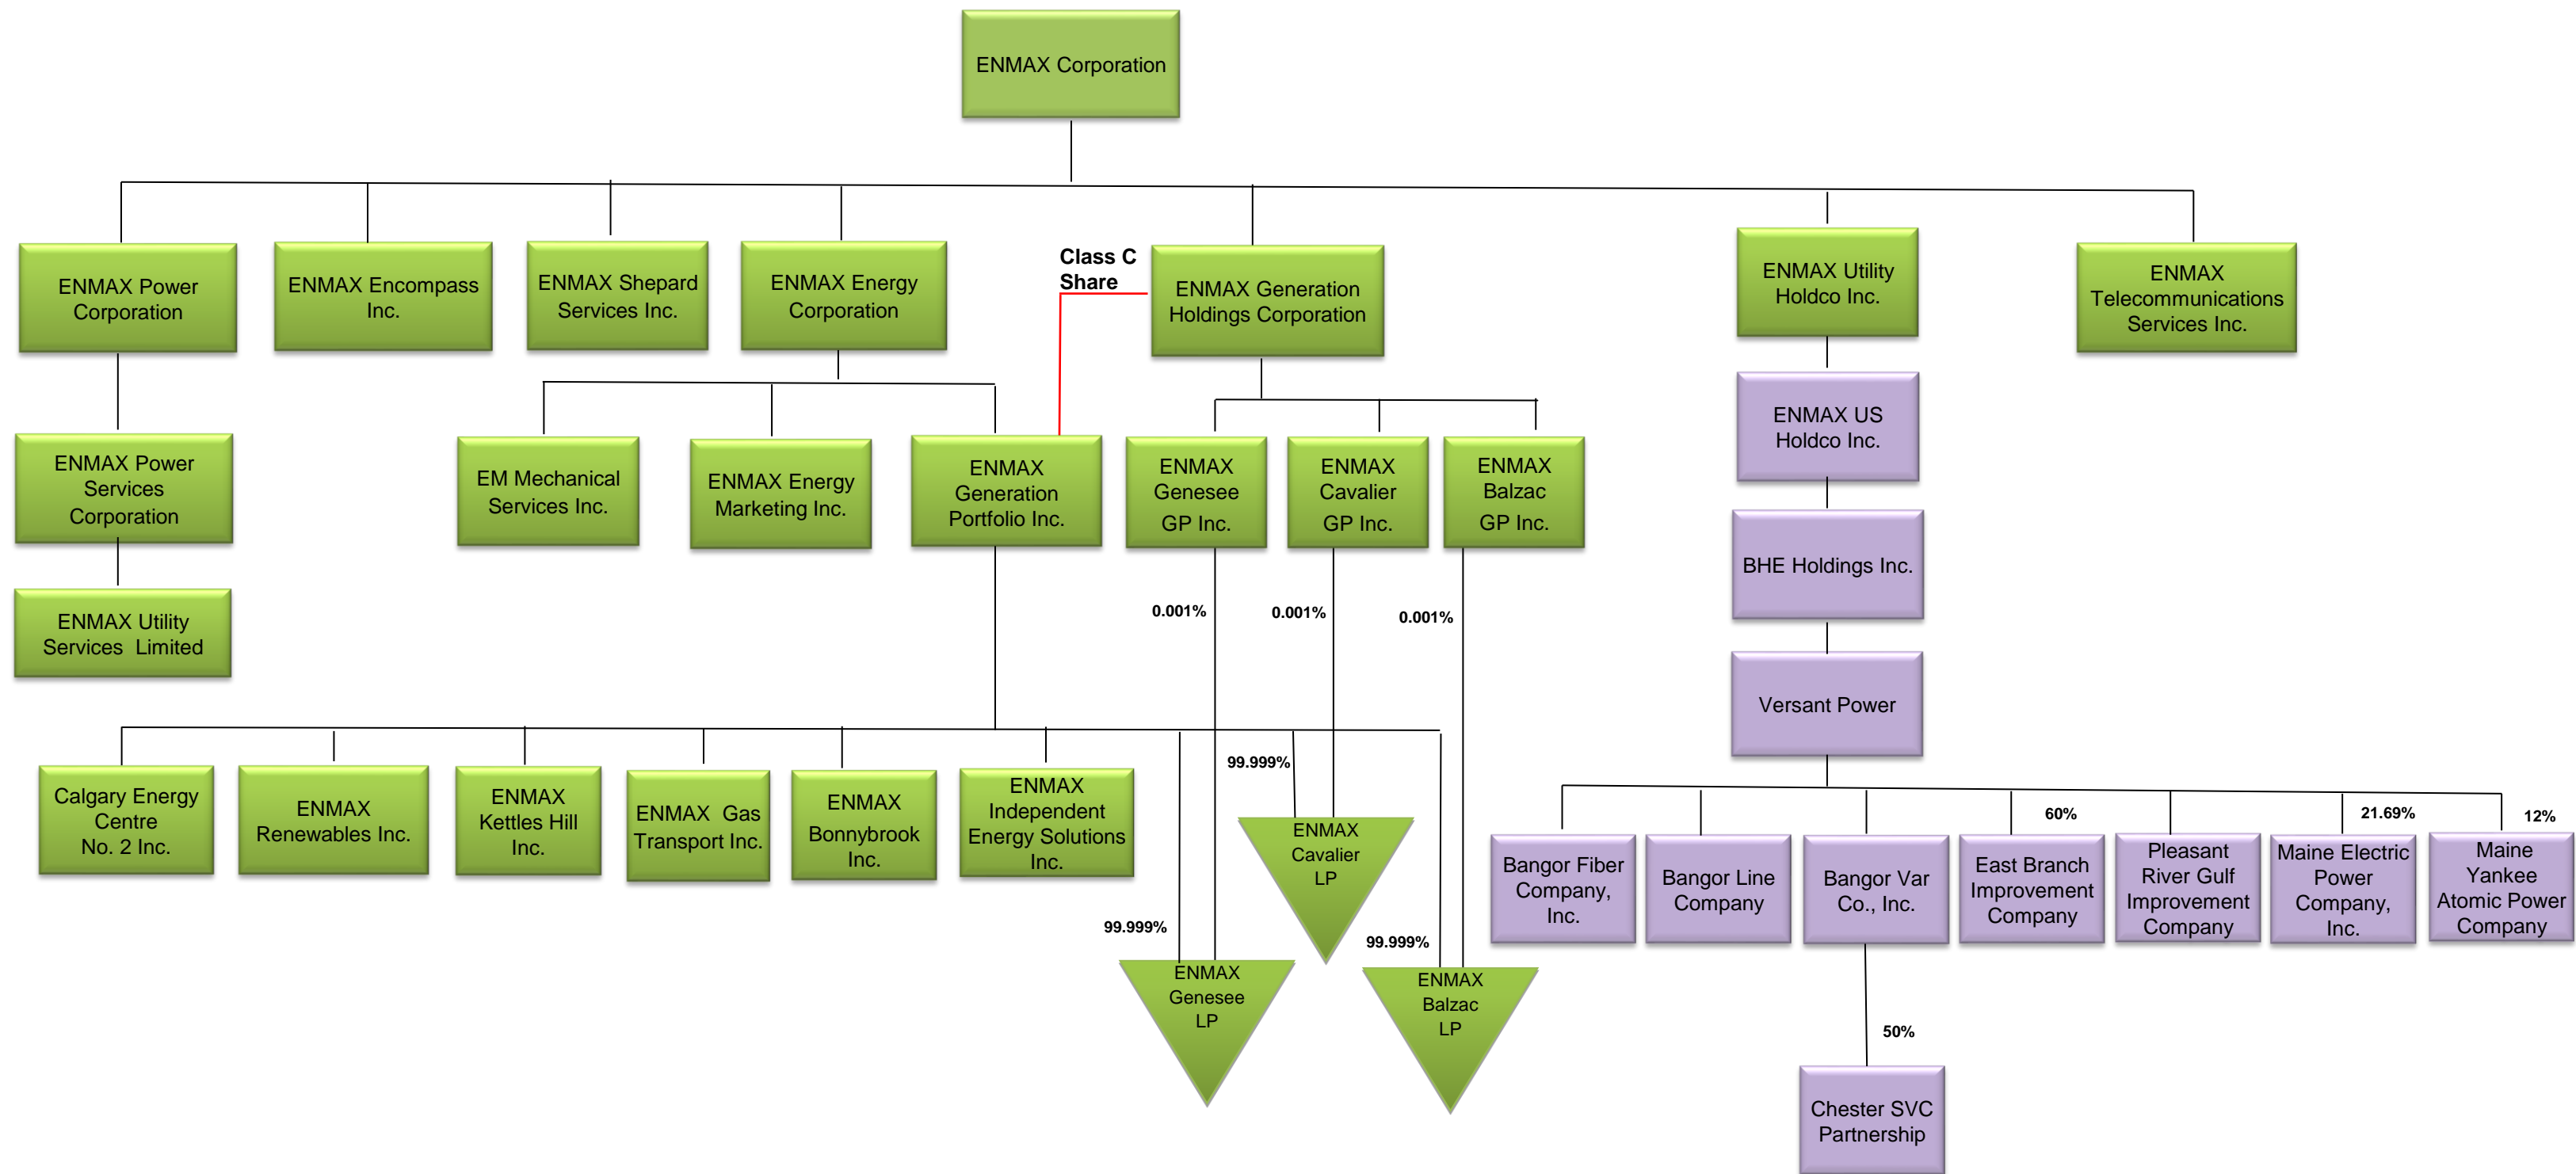 ENMAX Corporation
ENMAX Power
Corporation
ENMAX Encompass
Inc.
ENMAX Shepard
Services Inc.
ENMAX Energy
Corporation
Class C
Share
ENMAX Generation
Holdings Corporation
ENMAX Utility
Holdco Inc.
ENMAX
Telecommunications
Services Inc.
ENMAX US
Holdco Inc.
ENMAX Power
Services
Corporation
EM Mechanical
Services Inc.
ENMAX Energy
Marketing Inc.
ENMAX
Generation
Portfolio Inc.
ENMAX
Genesee
GP Inc.
ENMAX
Cavalier
GP Inc.
ENMAX
Balzac
GP Inc.
BHE Holdings Inc.
0.001%
0.001%
0.001%
ENMAX Utility
Services  Limited
Versant Power
Calgary Energy
Centre
No. 2 Inc.
ENMAX
Renewables Inc.
ENMAX
Kettles Hill
Inc.
ENMAX  Gas
Transport Inc.
ENMAX
Bonnybrook
Inc.
ENMAX
Independent
Energy Solutions
Inc.
99.999%
ENMAX
Cavalier
LP
99.999%
99.999%
ENMAX
Genesee
LP
ENMAX
Balzac
LP
60%
21.69%
12%
Bangor Fiber
Company,
Inc.
Bangor Line
Company
Bangor Var
Co., Inc.
East Branch
Improvement
Company
Pleasant
River Gulf
Improvement
Company
Maine Electric
Power
Company,
Inc.
Maine
Yankee
Atomic Power
Company
50%
Chester SVC
Partnership